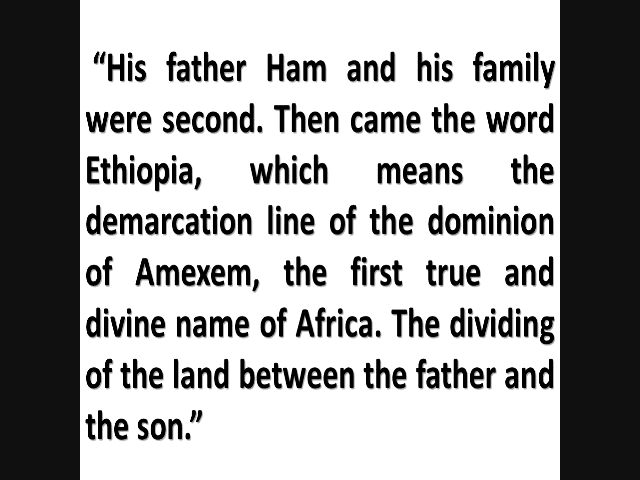 “His father Ham and his family
were second. Then came the word
Ethiopia, which means the
demarcation line of the dominion
of Amexem, the first true and
divine name of Africa. The dividing
of the land between the father and
the son.”